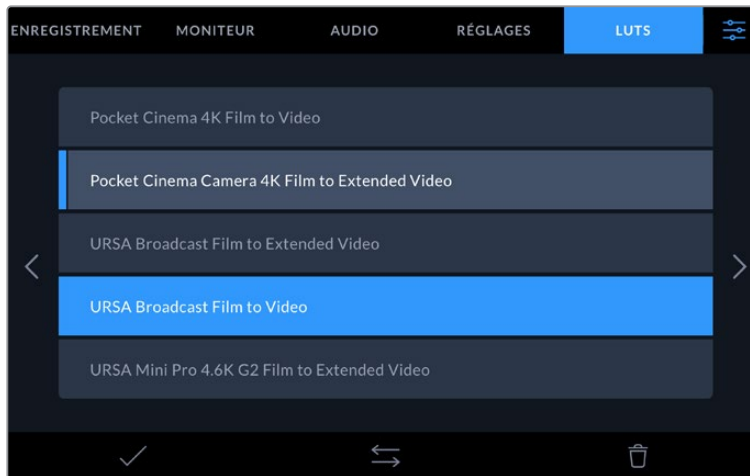 ENREGISTREMENT MONITEUR AUDIO RÉGLAGES LUTS
Pocket Cinema 4K Film to Video
Pocket Cinema Camera 4K Film to Extended Video
URSA Broadcast Film to Extended Video
URSA Broadcast Film to Video
URSA Mini Pro 4.6K G2 Film to Extended Video